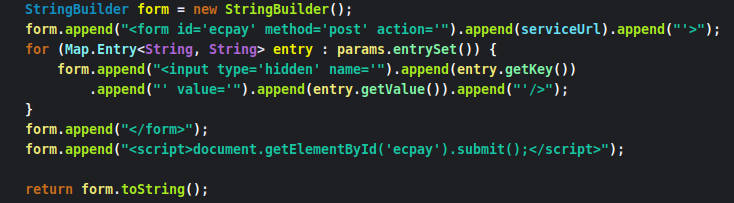 StringBuilder form = new StringBuilder();
form.append("<form id='ecpay' method='post' action='").append(serviceUrl).append("'>");
for (Map.Entry<String, String> entry : params.entrySet()) {
    form.append("<input type='hidden' name='").append(entry.getKey())
        .append("' value='").append(entry.getValue()).append("'/>");
}
form.append("</form>");
form.append("<script>document.getElementById('ecpay').submit();</script>");

return form.toString();